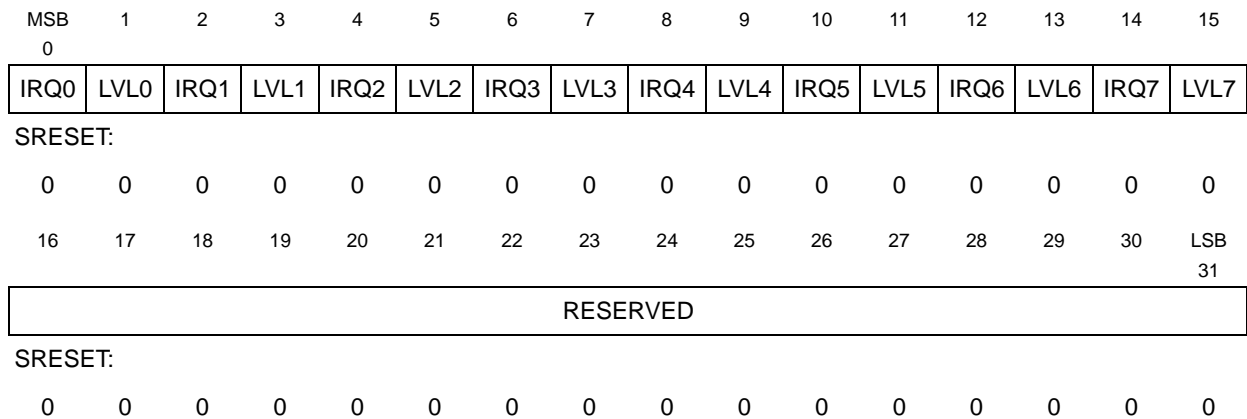 MSB 1 2 3 4 5 6 7 8 9 10 11 12 13 14 15
0
IRQ0 LVL0 IRQ1 LVL1 IRQ2 LVL2 IRQ3 LVL3 IRQ4 LVL4 IRQ5 LVL5 IRQ6 LVL6 IRQ7 LVL7
SRESET:
0 0 0 0 0 0 0 0 0 0 0 0 0 0 0 0
16 17 18 19 20 21 22 23 24 25 26 27 28 29 30 LSB
31
RESERVED
SRESET:
0 0 0 0 0 0 0 0 0 0 0 0 0 0 0 0